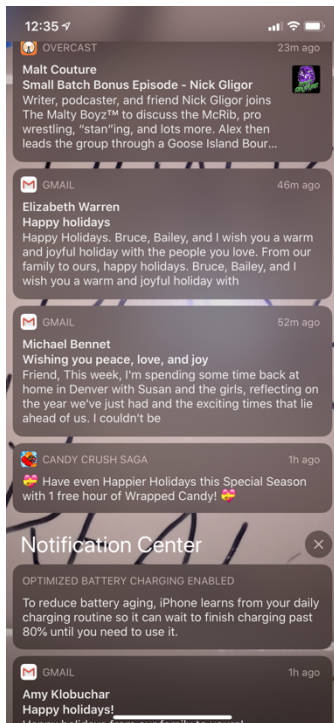 12:35
OVERCAST 23m ago
Malt Couture
Small Batch Bonus Episode - Nick Gligor
Writer, podcaster, and friend Nick Gligor joins
The Malty Boyz™ to discuss the McRib, pro
wrestling, “stan”ing, and lots more. Alex then
leads the group through a Goose Island Bour...
GMAIL 46m ago
Elizabeth Warren
Happy holidays
Happy Holidays. Bruce, Bailey, and I wish you a warm
and joyful holiday with the people you love. From our
family to ours, happy holidays. Bruce, Bailey, and I
wish you a warm and joyful holiday with
GMAIL 52m ago
Michael Bennet
Wishing you peace, love, and joy
Friend, This week, I'm spending some time back at
home in Denver with Susan and the girls, reflecting on
the year we've just had and the exciting times that lie
ahead of us. I couldn't be
CANDY CRUSH SAGA 1h ago
💝 Have even Happier Holidays this Special Season
with 1 free hour of Wrapped Candy! 💝
Notification Center
OPTIMIZED BATTERY CHARGING ENABLED
To reduce battery aging, iPhone learns from your daily
charging routine so it can wait to finish charging past
80% until you need to use it.
GMAIL 1h ago
Amy Klobuchar
Happy holidays!